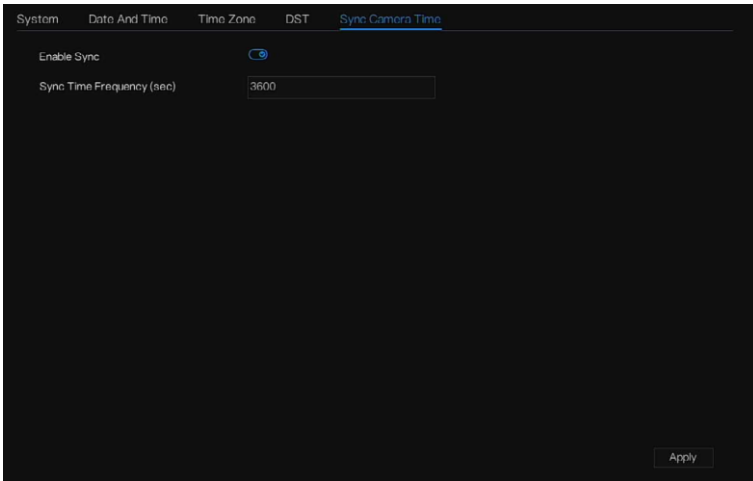 System Date And Time Time Zone DST Sync Camera Time
Enable Sync
Sync Time Frequency (sec) 3600
Apply